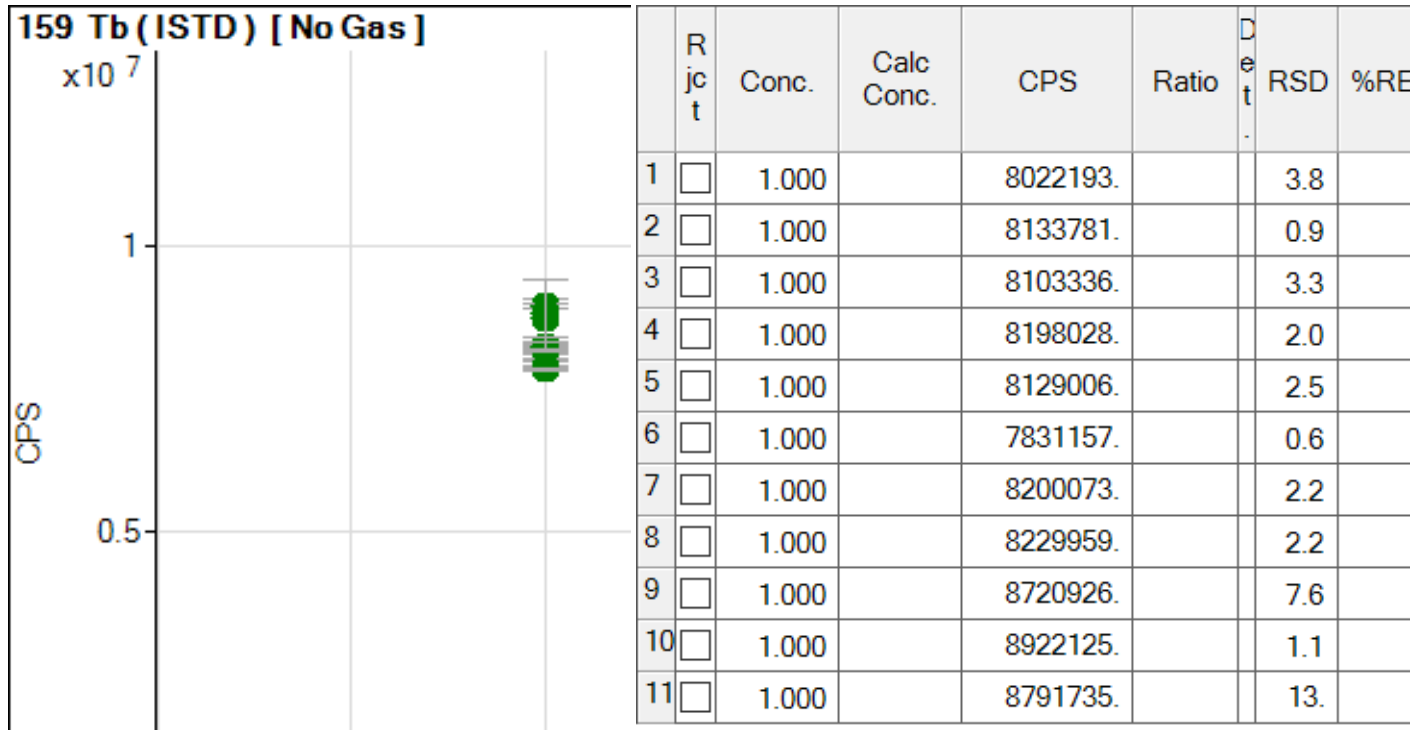 159 Tb ( ISTD ) [ No Gas ]
x10 7
1
0.5
CPS
Rjct Conc. Calc Conc. CPS Ratio Det. RSD %RE
1 1.000 8022193. 3.8
2 1.000 8133781. 0.9
3 1.000 8103336. 3.3
4 1.000 8198028. 2.0
5 1.000 8129006. 2.5
6 1.000 7831157. 0.6
7 1.000 8200073. 2.2
8 1.000 8229959. 2.2
9 1.000 8720926. 7.6
10 1.000 8922125. 1.1
11 1.000 8791735. 13.